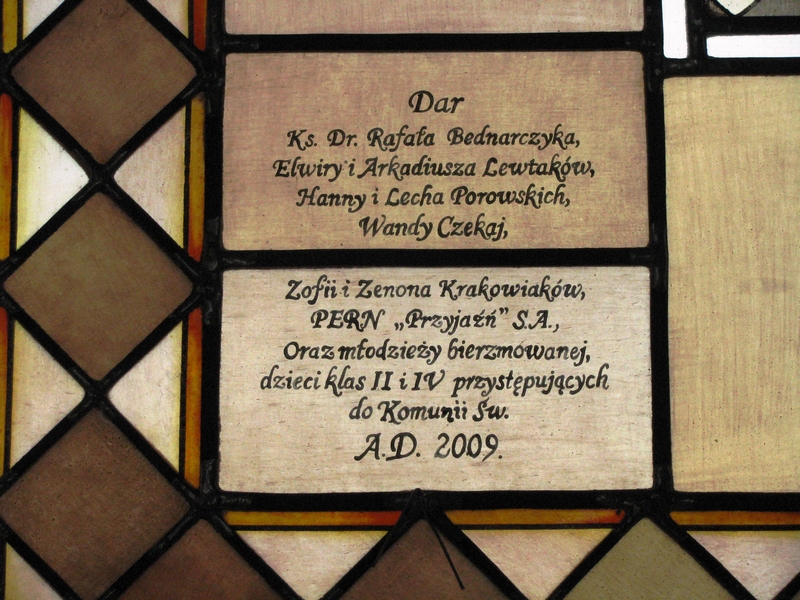 Dar
Ks. Dr. Rafała Bednarczyka,
Elwiry i Arkadiusza Lewtaków,
Hanny i Lecha Porowskich,
Wandy Czekaj,
Zofii i Zenona Krakowiaków,
PERN „Przyjaźń” S.A.,
Oraz młodzieży bierzmowanej,
dzieci klas II i IV przystępujących
do Komunii Św.
A.D. 2009.